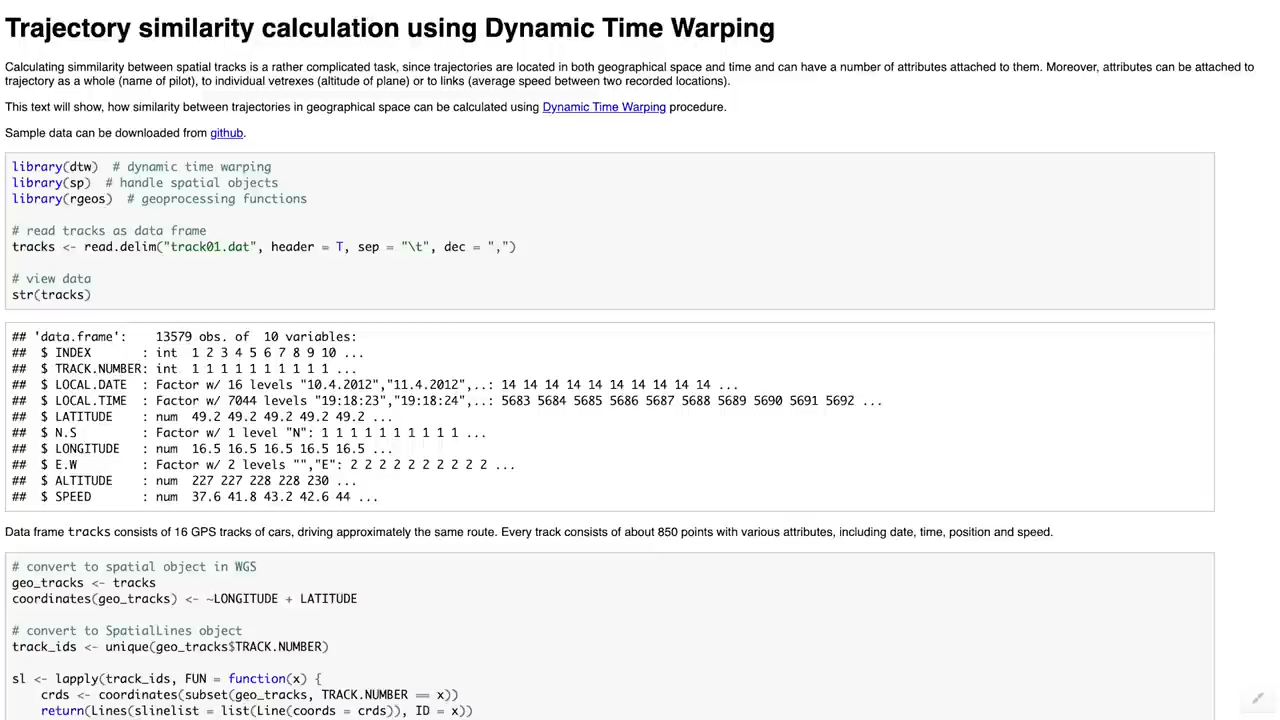 Trajectory similarity calculation using Dynamic Time Warping
Calculating simmilarity between spatial tracks is a rather complicated task, since trajectories are located in both geographical space and time and can have a number of attributes attached to them. Moreover, attributes can be attached to
trajectory as a whole (name of pilot), to individual vetrexes (altitude of plane) or to links (average speed between two recorded locations).
This text will show, how similarity between trajectories in geographical space can be calculated using Dynamic Time Warping procedure.
Sample data can be downloaded from github.
library(dtw)  # dynamic time warping
library(sp)  # handle spatial objects
library(rgeos)  # geoprocessing functions
# read tracks as data frame
tracks <- read.delim("track01.dat", header = T, sep = "\t", dec = ",")
# view data
str(tracks)
## 'data.frame':    13579 obs. of  10 variables:
##  $ INDEX       : int  1 2 3 4 5 6 7 8 9 10 ...
##  $ TRACK.NUMBER: int  1 1 1 1 1 1 1 1 1 1 ...
##  $ LOCAL.DATE  : Factor w/ 16 levels "10.4.2012","11.4.2012",..: 14 14 14 14 14 14 14 14 14 14 ...
##  $ LOCAL.TIME  : Factor w/ 7044 levels "19:18:23","19:18:24",..: 5683 5684 5685 5686 5687 5688 5689 5690 5691 5692 ...
##  $ LATITUDE    : num  49.2 49.2 49.2 49.2 49.2 ...
##  $ N.S         : Factor w/ 1 level "N": 1 1 1 1 1 1 1 1 1 1 ...
##  $ LONGITUDE   : num  16.5 16.5 16.5 16.5 16.5 ...
##  $ E.W         : Factor w/ 2 levels "","E": 2 2 2 2 2 2 2 2 2 2 ...
##  $ ALTITUDE    : num  227 227 228 228 230 ...
##  $ SPEED       : num  37.6 41.8 43.2 42.6 44 ...
Data frame tracks consists of 16 GPS tracks of cars, driving approximately the same route. Every track consists of about 850 points with various attributes, including date, time, position and speed.
# convert to spatial object in WGS
geo_tracks <- tracks
coordinates(geo_tracks) <- ~LONGITUDE + LATITUDE
# convert to SpatialLines object
track_ids <- unique(geo_tracks$TRACK.NUMBER)
sl <- lapply(track_ids, FUN = function(x) {
    crds <- coordinates(subset(geo_tracks, TRACK.NUMBER == x))
    return(Lines(slinelist = list(Line(coords = crds)), ID = x))